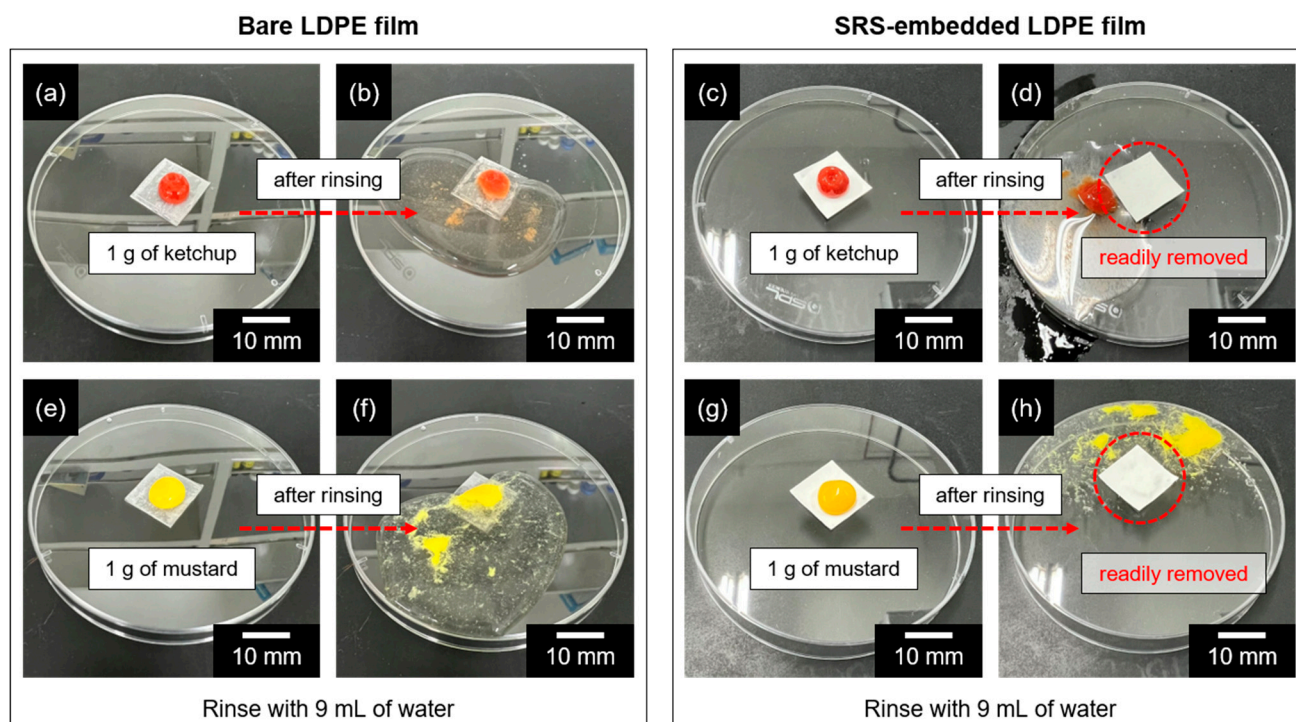 Bare LDPE film
SRS-embedded LDPE film
(a)
(b)
after rinsing
1 g of ketchup
10 mm
10 mm
(c)
(d)
after rinsing
1 g of ketchup
readily removed
SPL
10 mm
10 mm
(e)
(f)
after rinsing
1 g of mustard
10 mm
10 mm
(g)
(h)
after rinsing
1 g of mustard
readily removed
10 mm
10 mm
Rinse with 9 mL of water
Rinse with 9 mL of water